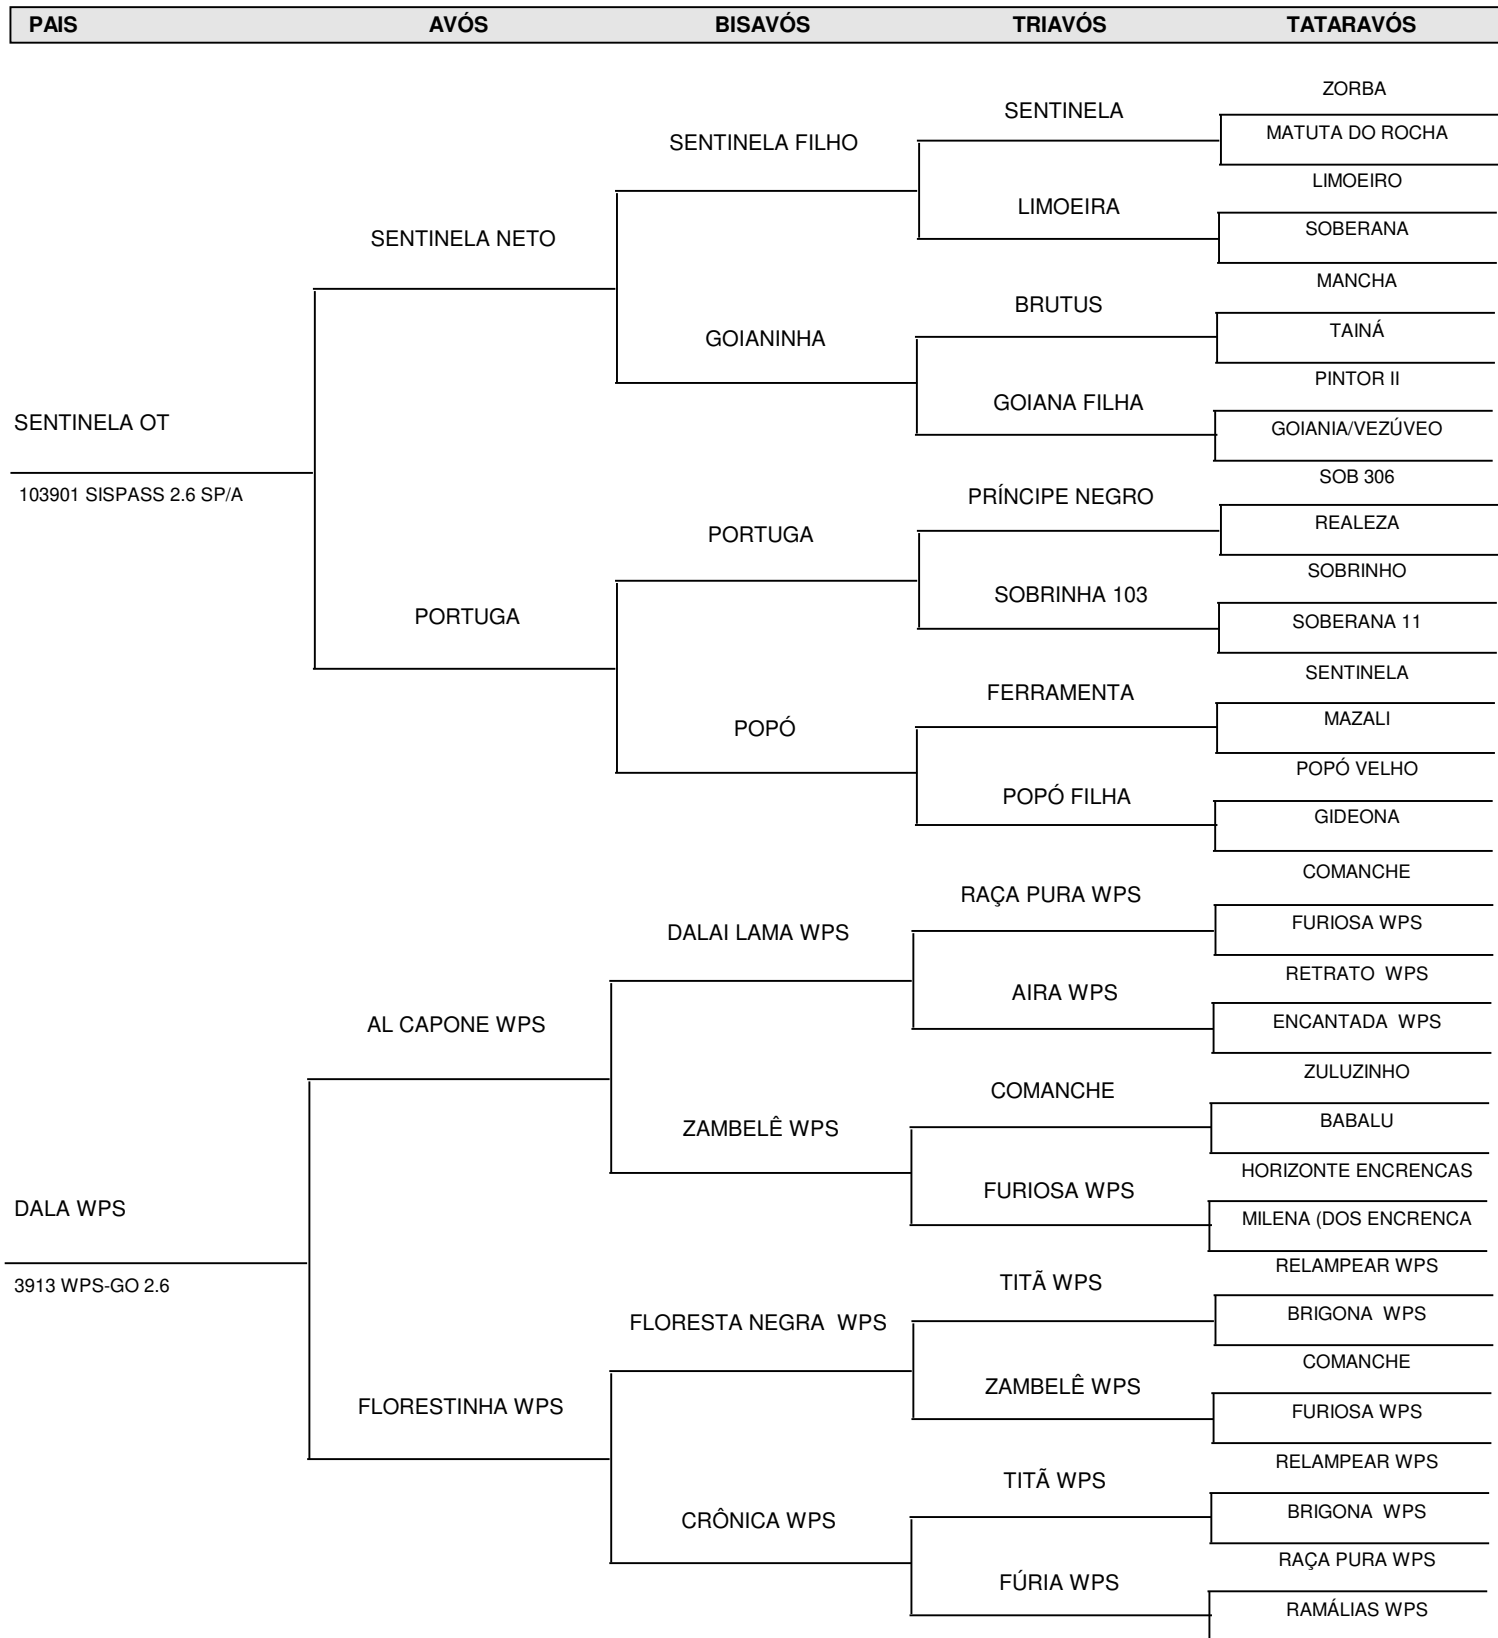 PAIS AVÓS BISAVÓS TRIAVÓS TATARAVÓS
ZORBA
SENTINELA
MATUTA DO ROCHA
SENTINELA FILHO
LIMOEIRO
LIMOEIRA
SOBERANA
SENTINELA NETO
MANCHA
BRUTUS
TAINÁ
GOIANINHA
PINTOR II
GOIANA FILHA
GOIANIA/VEZÚVEO
SENTINELA OT
103901 SISPASS 2.6 SP/A
SOB 306
PRÍNCIPE NEGRO
REALEZA
PORTUGA
SOBRINHO
SOBRINHA 103
SOBERANA 11
PORTUGA
SENTINELA
FERRAMENTA
MAZALI
POPÓ
POPÓ VELHO
POPÓ FILHA
GIDEONA
COMANCHE
RAÇA PURA WPS
FURIOSA WPS
DALAI LAMA WPS
RETRATO WPS
AIRA WPS
ENCANTADA WPS
AL CAPONE WPS
ZULUZINHO
COMANCHE
BABALU
ZAMBELÊ WPS
HORIZONTE ENCRENCAS
FURIOSA WPS
MILENA (DOS ENCRENCA
DALA WPS
3913 WPS-GO 2.6
RELAMPEAR WPS
TITÃ WPS
BRIGONA WPS
FLORESTA NEGRA WPS
COMANCHE
ZAMBELÊ WPS
FURIOSA WPS
FLORESTINHA WPS
RELAMPEAR WPS
TITÃ WPS
BRIGONA WPS
CRÔNICA WPS
RAÇA PURA WPS
FÚRIA WPS
RAMÁLIAS WPS